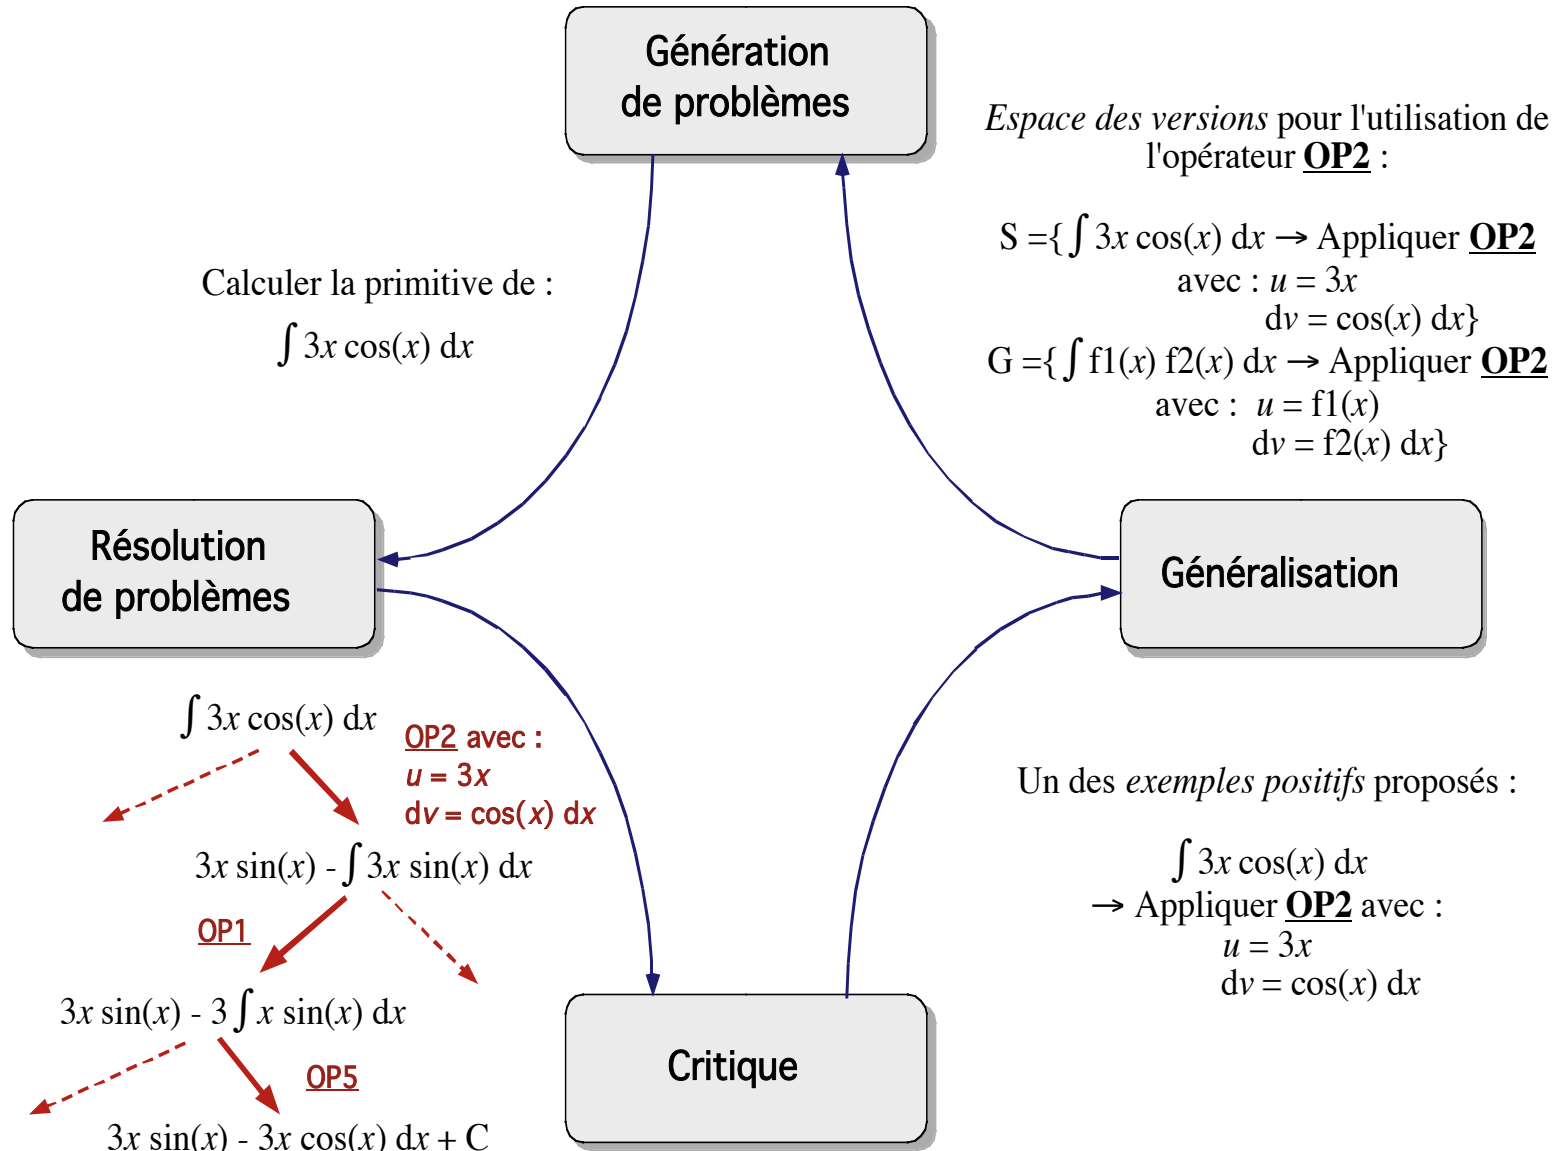 Génération
de problèmes
Espace des versions pour l'utilisation de
l'opérateur OP2 :
S ={∫ 3x cos(x) dx → Appliquer OP2
avec : u = 3x
dv = cos(x) dx}
G ={∫ f1(x) f2(x) dx → Appliquer OP2
avec : u = f1(x)
dv = f2(x) dx}
Calculer la primitive de :
∫ 3x cos(x) dx
Résolution
de problèmes
Généralisation
∫ 3x cos(x) dx
OP2 avec :
u = 3x
dv = cos(x) dx
3x sin(x) - ∫ 3x sin(x) dx
OP1
3x sin(x) - 3 ∫ x sin(x) dx
OP5
3x sin(x) - 3x cos(x) dx + C
Un des exemples positifs proposés :
∫ 3x cos(x) dx
→ Appliquer OP2 avec :
u = 3x
dv = cos(x) dx
Critique